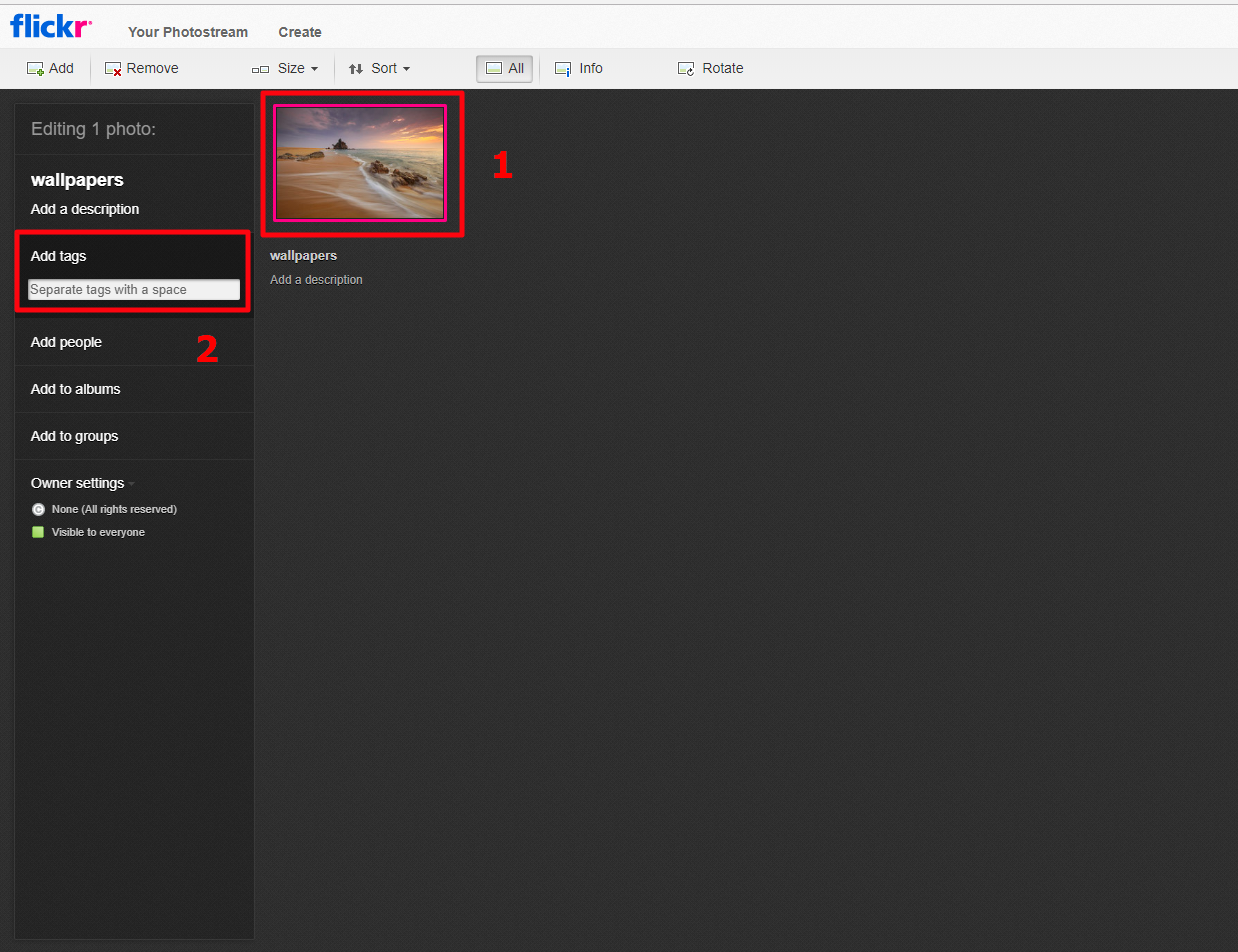 flickr
Your Photostream Create
Add Remove Size Sort All Info Rotate
Editing 1 photo:
wallpapers
Add a description
Add tags
Separate tags with a space
Add people
Add to albums
Add to groups
Owner settings
C None (All rights reserved)
Visible to everyone
1
wallpapers
Add a description
2